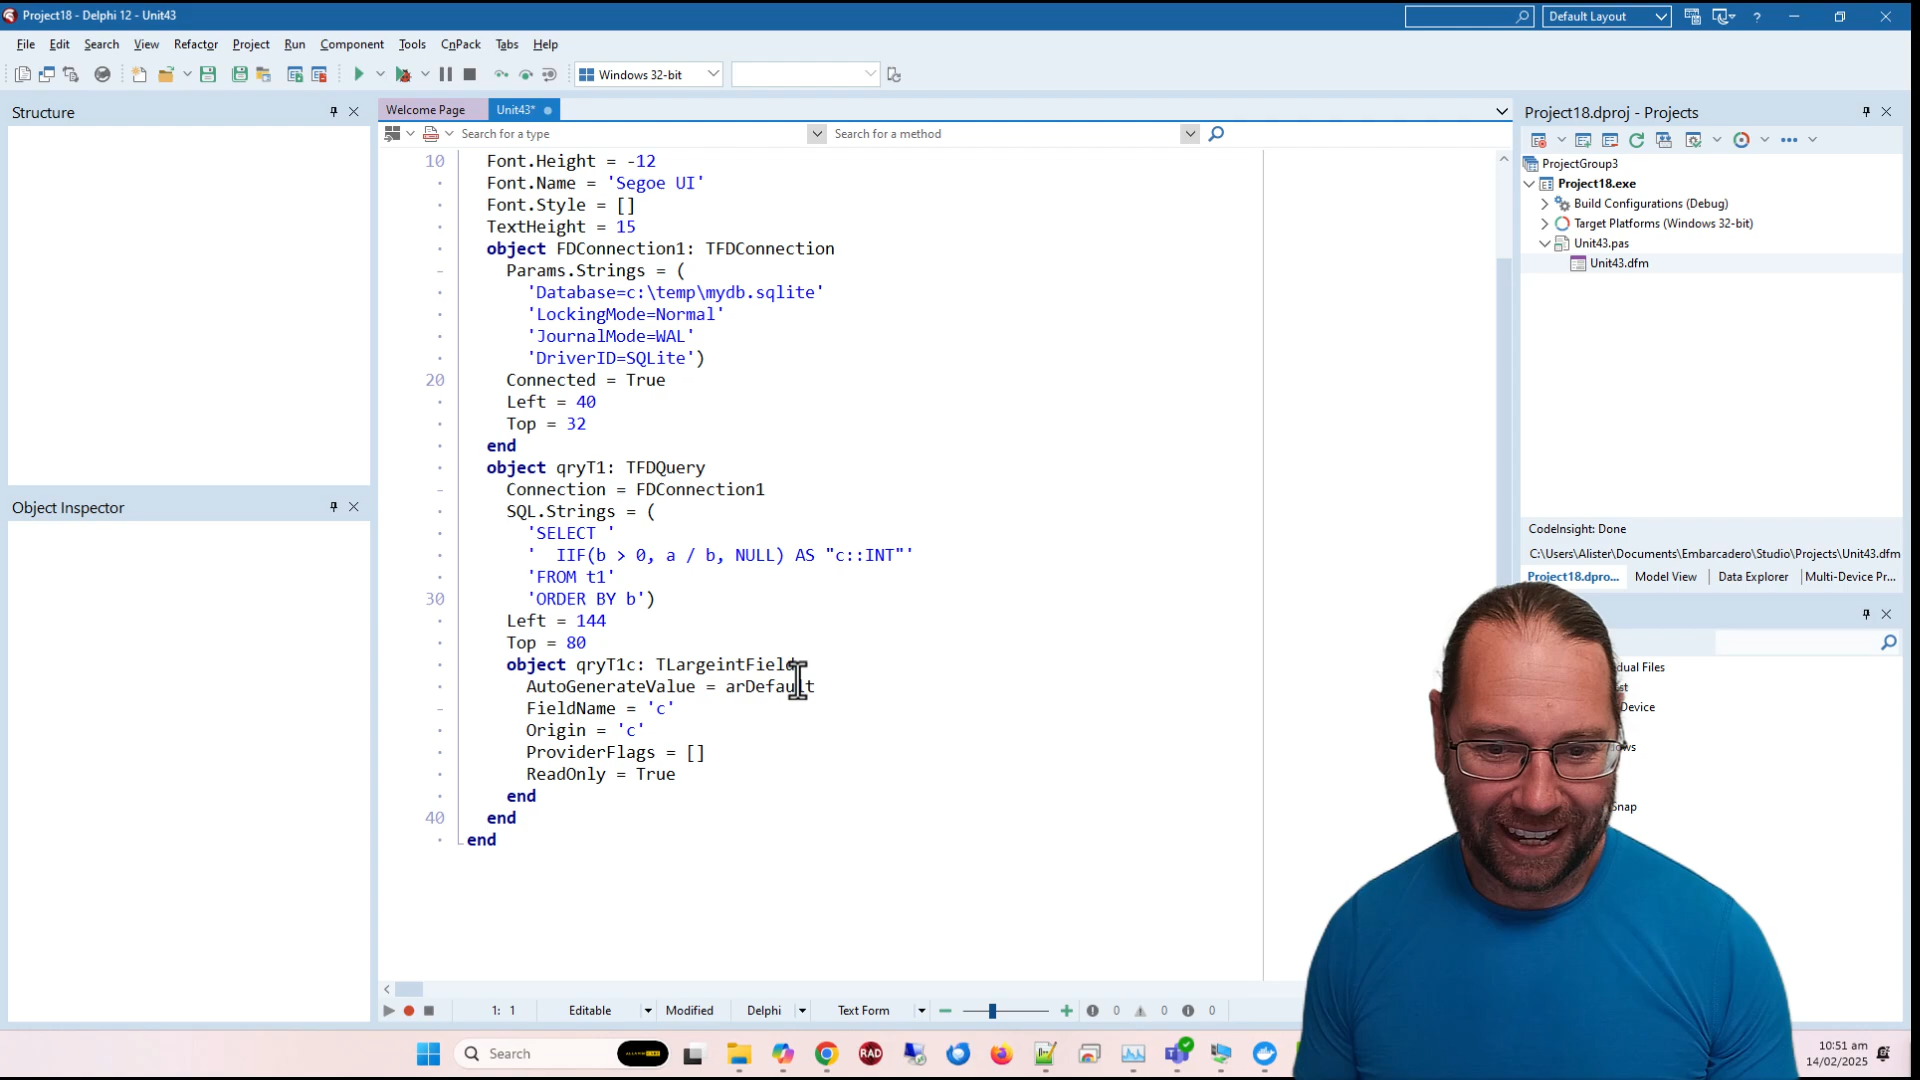 Project18 - Delphi 12 - Unit43
Default Layout
?
File Edit Search View Refactor Project Run Component Tools CnPack Tabs Help
Windows 32-bit
Structure
Welcome Page
Unit43*
Search for a type
Search for a method
10
Font.Height = -12
Font.Name = 'Segoe UI'
Font.Style = []
TextHeight = 15
object FDConnection1: TFDConnection
Params.Strings = (
'Database=c:\temp\mydb.sqlite'
'LockingMode=Normal'
'JournalMode=WAL'
'DriverID=SQLite')
20
Connected = True
Left = 40
Top = 32
end
object qryT1: TFDQuery
Connection = FDConnection1
SQL.Strings = (
'SELECT '
'  IIF(b > 0, a / b, NULL) AS "c::INT"'
'FROM t1'
30
'ORDER BY b')
Left = 144
Top = 80
object qryT1c: TLargeintField
AutoGenerateValue = arDefault
FieldName = 'c'
Origin = 'c'
ProviderFlags = []
ReadOnly = True
end
40
end
end
Object Inspector
1: 1
Editable
Modified
Delphi
Text Form
0
0
0
Project18.dproj - Projects
ProjectGroup3
Project18.exe
Build Configurations (Debug)
Target Platforms (Windows 32-bit)
Unit43.pas
Unit43.dfm
CodeInsight: Done
C:\Users\Alister\Documents\Embarcadero\Studio\Projects\Unit43.dfm
Project18.dpro...
Model View
Data Explorer
Multi-Device Pr...
dual Files
Device
Snap
Search
RAD
10:51 am
14/02/2025